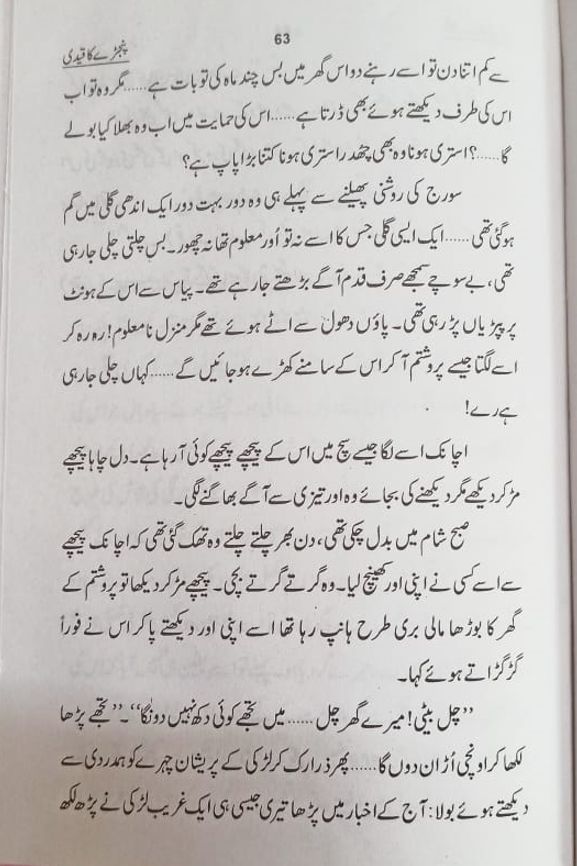 63
پنجڑے کا قیدی
سے کم اتنا دن تو اسے رہنے دو اس گھر میں بس چند ماہ کی تو بات ہے......مگر وہ تو اب
اس کی طرف دیکھتے ہوئے بھی ڈرتا ہے......اس کی حمایت میں اب وہ بھلا کیا بولے
گا......؟ استری ہونا وہ بھی چھدر استری ہونا کتنا بڑا پاپ ہے؟
سورج کی روشنی پھیلنے سے پہلے ہی وہ دور بہت دور ایک اندھی گلی میں گم
ہو گئی تھی......ایک ایسی گلی جس کا اسے نہ تو اَور معلوم تھا نہ چھور۔ بس چلتی چلی جا رہی
تھی، بے سوچے سمجھے صرف قدم آگے بڑھتے جا رہے تھے۔ پیاس سے اس کے ہونٹ
پر پپڑیاں پڑ رہی تھی۔ پاؤں دھول سے اٹے ہوئے تھے مگر منزل نامعلوم! رہ رہ کر
اسے لگتا جیسے پروشتم آ کر اس کے سامنے کھڑے ہو جائیں گے......کہاں چلی جا رہی
ہے رے!
اچانک اسے لگا جیسے سچ میں اس کے پیچھے پیچھے کوئی آ رہا ہے۔ دل چاہا پیچھے
مڑ کر دیکھے مگر دیکھنے کی بجائے وہ اور تیزی سے آگے بھاگنے لگی۔
صبح شام میں بدل چکی تھی، دن بھر چلتے چلتے وہ تھک گئی تھی کہ اچانک پیچھے
سے اسے کسی نے اپنی اور کھینچ لیا۔ وہ گرتے گرتے بچی۔ پیچھے مڑ کر دیکھا تو پروشتم کے
گھر کا بوڑھا مالی بری طرح ہانپ رہا تھا اسے اپنی اور دیکھتے پا کر اس نے فوراً
گڑگڑاتے ہوئے کہا۔
’’چل بیٹی! میرے گھر چل......میں تجھے کوئی دکھ نہیں دونگا‘‘۔ ’’تجھے پڑھا
لکھا کر اونچی اُڑان دوں گا......پھر ذرا رک کر لڑکی کے پریشان چہرے کو ہمدردی سے
دیکھتے ہوئے بولا: آج کے اخبار میں پڑھا تیری جیسی ہی ایک غریب لڑکی نے پڑھ لکھ